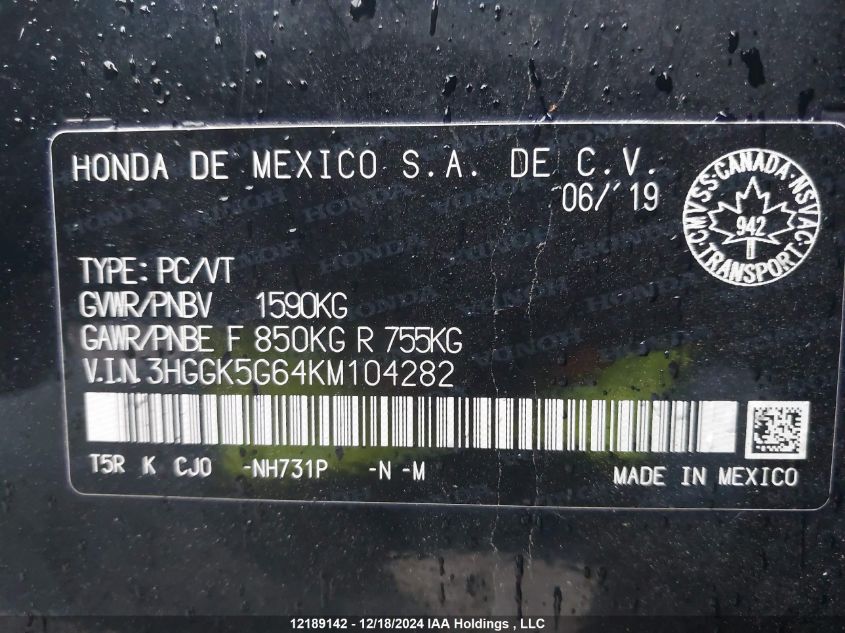 HONDA DE MEXICO S.A. DE C.V.
06/'19
CMVSS·CANADA·NSVAC·TRANSPORT
942
TYPE: PC/VT
GVWR/PNBV 1590KG
GAWR/PNBE F 850KG R 755KG
V.I.N. 3HGGK5G64KM104282
T5R K CJ0 -NH731P -N -M
MADE IN MEXICO
12189142 - 12/18/2024 IAA Holdings , LLC